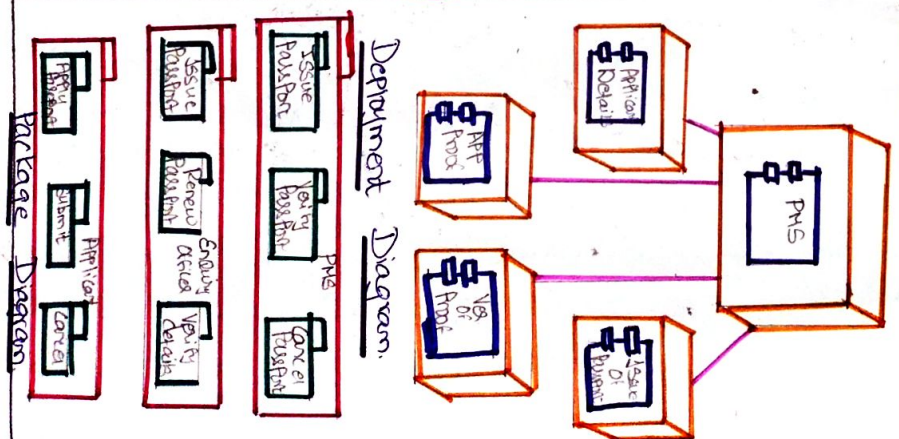 PMS
Applicant
Details
APP
Proof
Ver
Of
Proof
Issue
Of
Passport
Deployment Diagram.
PMS
Issue
PassPort
Verify
PassPort
Cancel
PassPort
Enquiry
Officer
Issue
PassPort
Renew
PassPort
Verify
details
Applicant
Apply
Passport
Submit
Cancel
Package Diagram